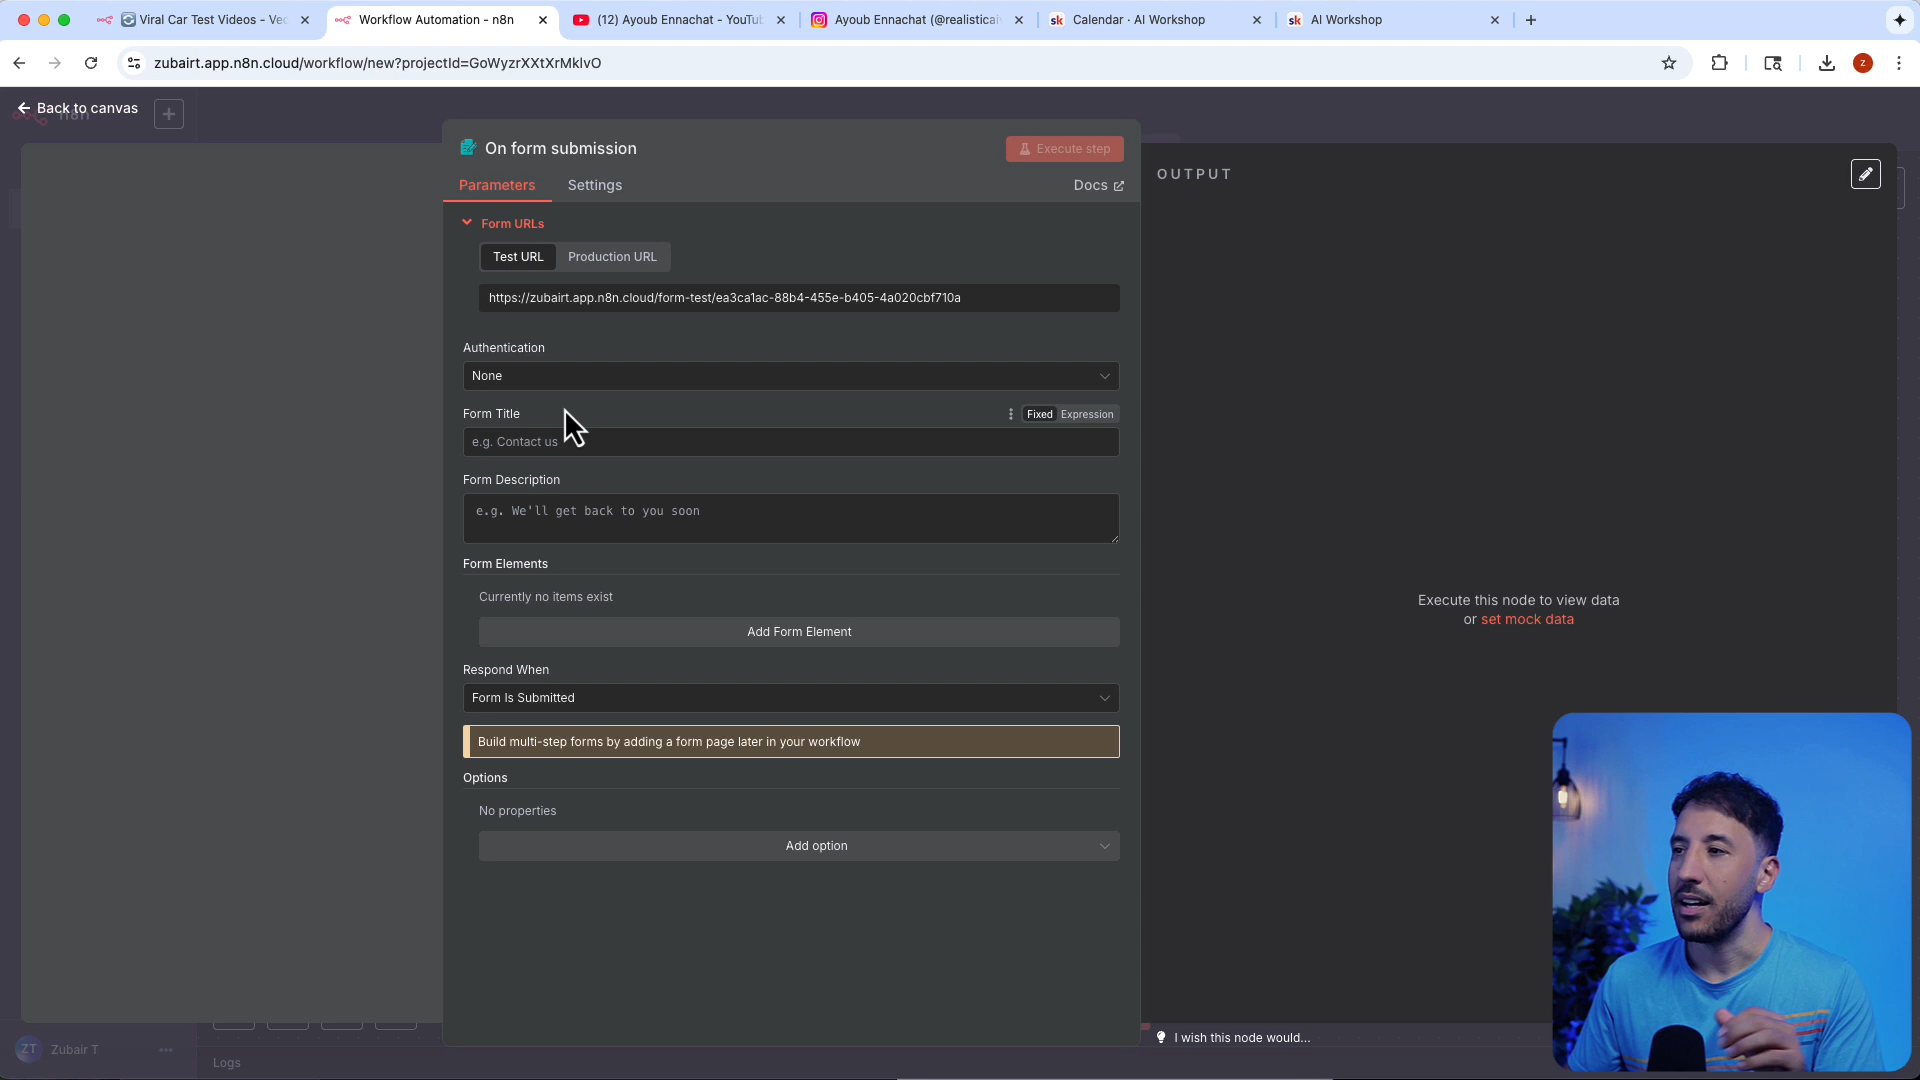 Viral Car Test Videos - Vec
Workflow Automation - n8n
(12) Ayoub Ennachat - YouTu
Ayoub Ennachat (@realisticai
sk
Calendar · AI Workshop
sk
AI Workshop
zubairt.app.n8n.cloud/workflow/new?projectId=GoWyzrXXtXrMklvO
z
Back to canvas
n8n
On form submission
Execute step
Parameters
Settings
Docs
OUTPUT
Form URLs
Test URL
Production URL
https://zubairt.app.n8n.cloud/form-test/ea3ca1ac-88b4-455e-b405-4a020cbf710a
Authentication
None
Form Title
Fixed
Expression
e.g. Contact us
Form Description
e.g. We'll get back to you soon
Form Elements
Currently no items exist
Add Form Element
Execute this node to view data
or set mock data
Respond When
Form Is Submitted
Build multi-step forms by adding a form page later in your workflow
Options
No properties
Add option
I wish this node would...
ZT
Zubair T
Logs